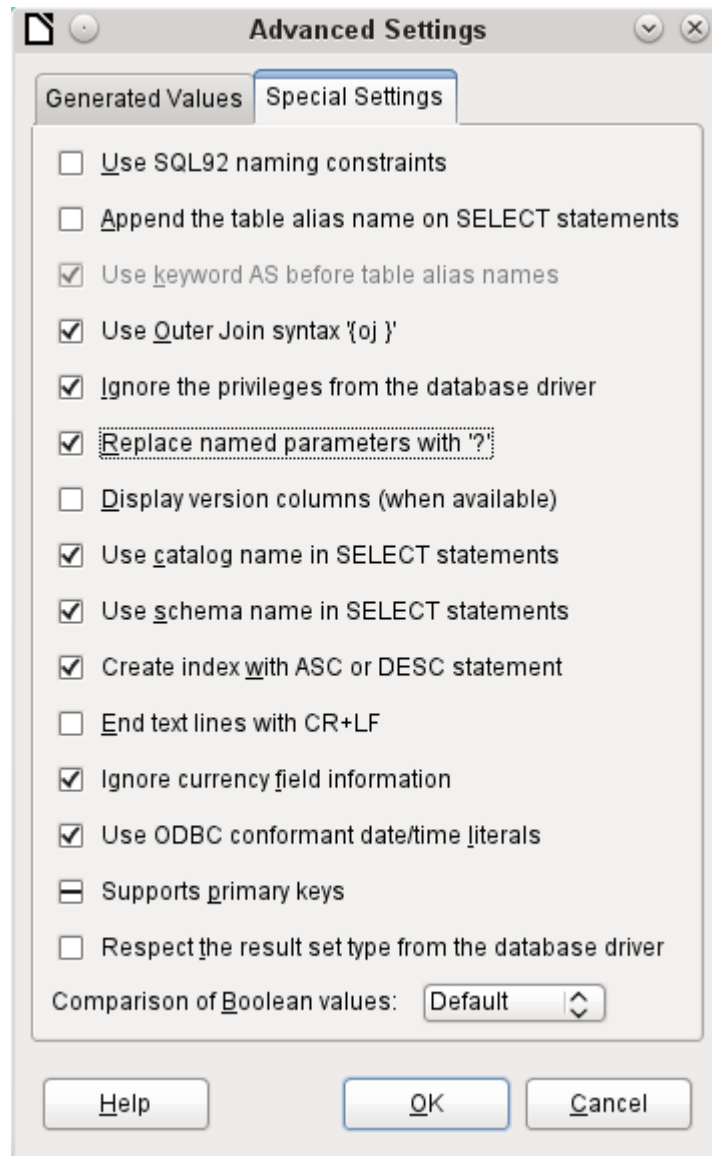 Advanced Settings
Generated Values Special Settings
Use SQL92 naming constraints
Append the table alias name on SELECT statements
Use keyword AS before table alias names
Use Outer Join syntax '{oj }'
Ignore the privileges from the database driver
Replace named parameters with '?'
Display version columns (when available)
Use catalog name in SELECT statements
Use schema name in SELECT statements
Create index with ASC or DESC statement
End text lines with CR+LF
Ignore currency field information
Use ODBC conformant date/time literals
Supports primary keys
Respect the result set type from the database driver
Comparison of Boolean values: Default
Help OK Cancel